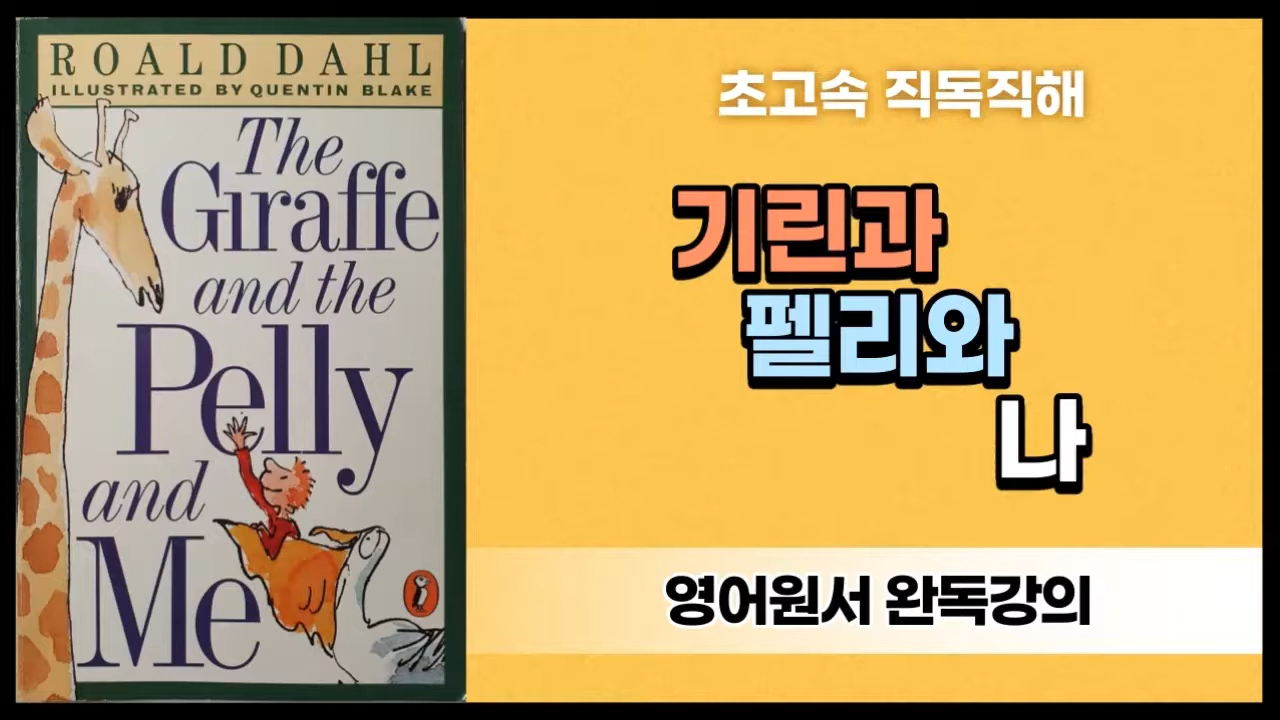 ROALD DAHL
ILLUSTRATED BY QUENTIN BLAKE
The
Giraffe
and the
Pelly
and
Me
초고속 직독직해
기린과
펠리와
나
영어원서 완독강의